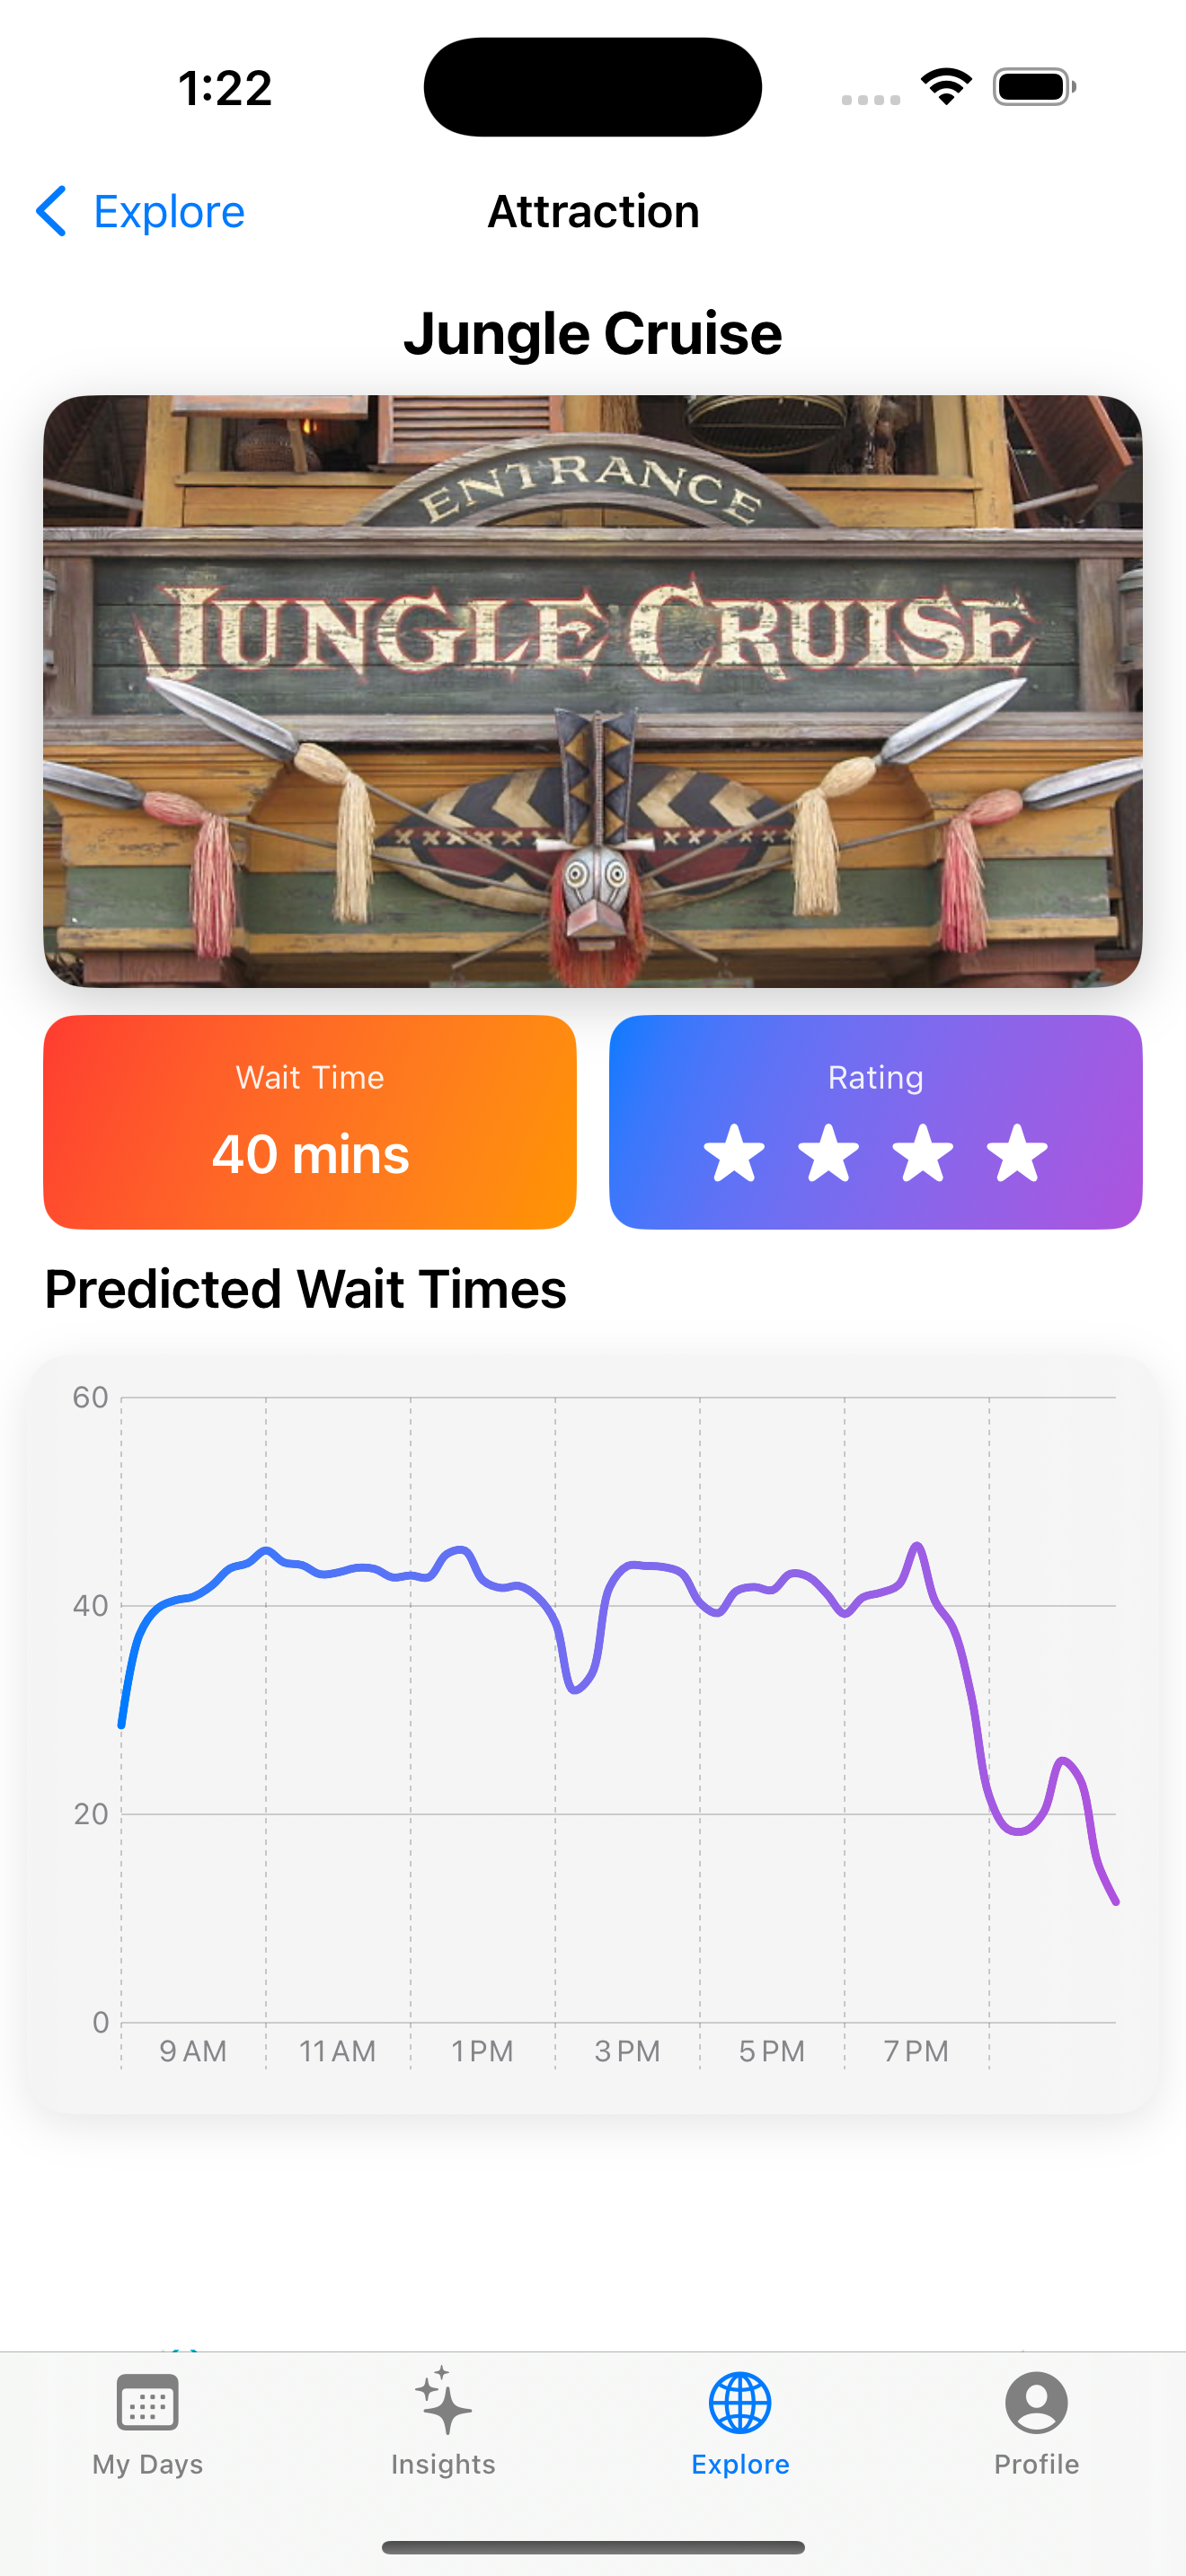 1:22
Explore
Attraction
Jungle Cruise
ENTRANCE
JUNGLE CRUISE
Wait Time
40 mins
Rating
Predicted Wait Times
60
40
20
0
9 AM
11 AM
1 PM
3 PM
5 PM
7 PM
My Days
Insights
Explore
Profile